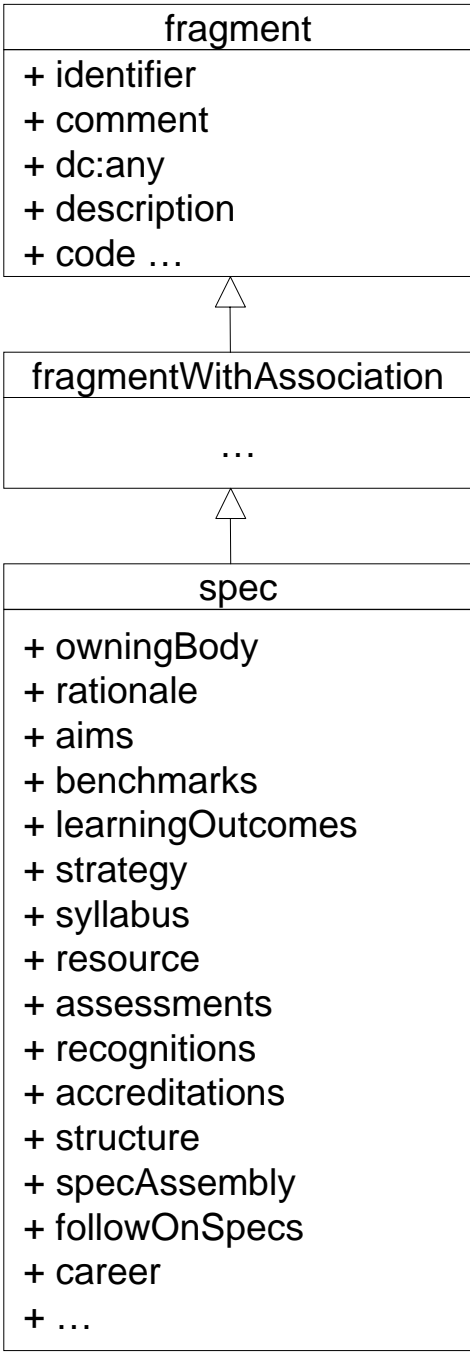 fragment
+ identifier
+ comment
+ dc:any
+ description
+ code …
fragmentWithAssociation
…
spec
+ owningBody
+ rationale
+ aims
+ benchmarks
+ learningOutcomes
+ strategy
+ syllabus
+ resource
+ assessments
+ recognitions
+ accreditations
+ structure
+ specAssembly
+ followOnSpecs
+ career
+ …